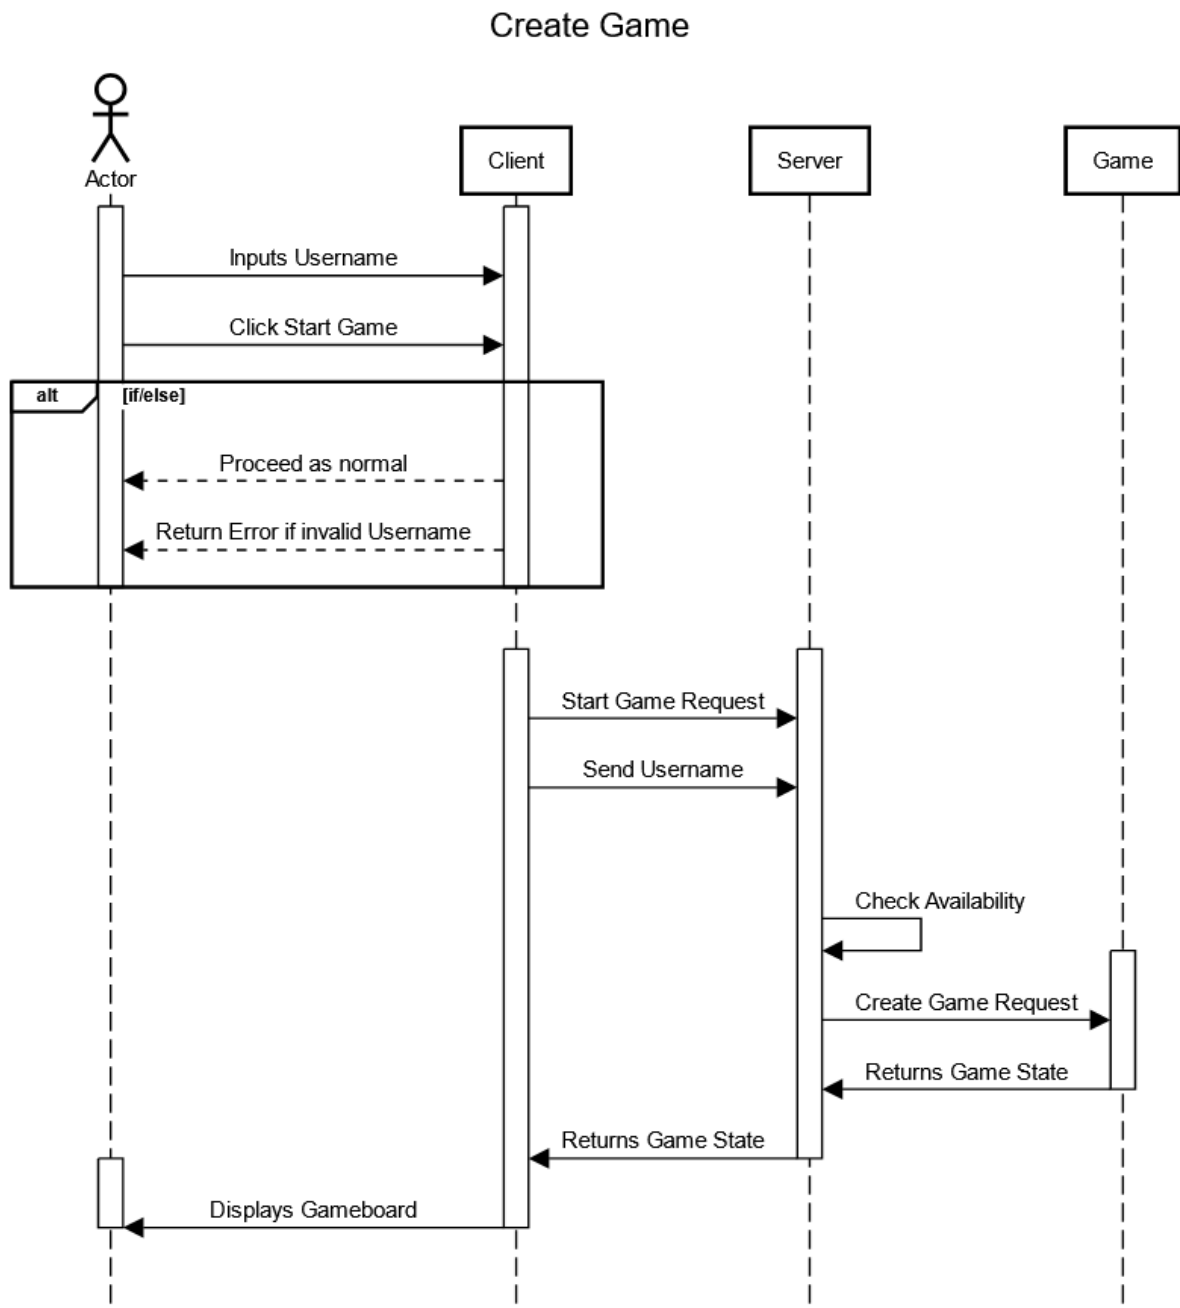 Create Game
Actor
Client
Server
Game
Inputs Username
Click Start Game
alt
[if/else]
Proceed as normal
Return Error if invalid Username
Start Game Request
Send Username
Check Availability
Create Game Request
Returns Game State
Returns Game State
Displays Gameboard